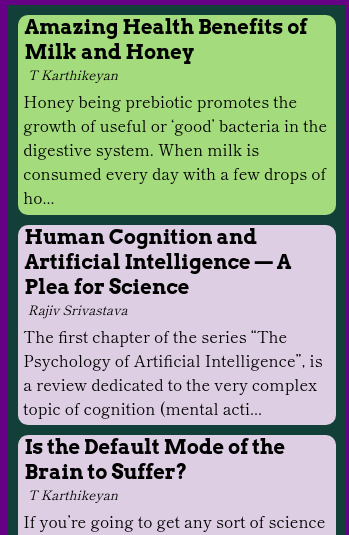 Amazing Health Benefits of
Milk and Honey
T Karthikeyan
Honey being prebiotic promotes the
growth of useful or ‘good’ bacteria in the
digestive system. When milk is
consumed every day with a few drops of
ho...
Human Cognition and
Artificial Intelligence — A
Plea for Science
Rajiv Srivastava
The first chapter of the series “The
Psychology of Artificial Intelligence”, is
a review dedicated to the very complex
topic of cognition (mental acti...
Is the Default Mode of the
Brain to Suffer?
T Karthikeyan
If you’re going to get any sort of science